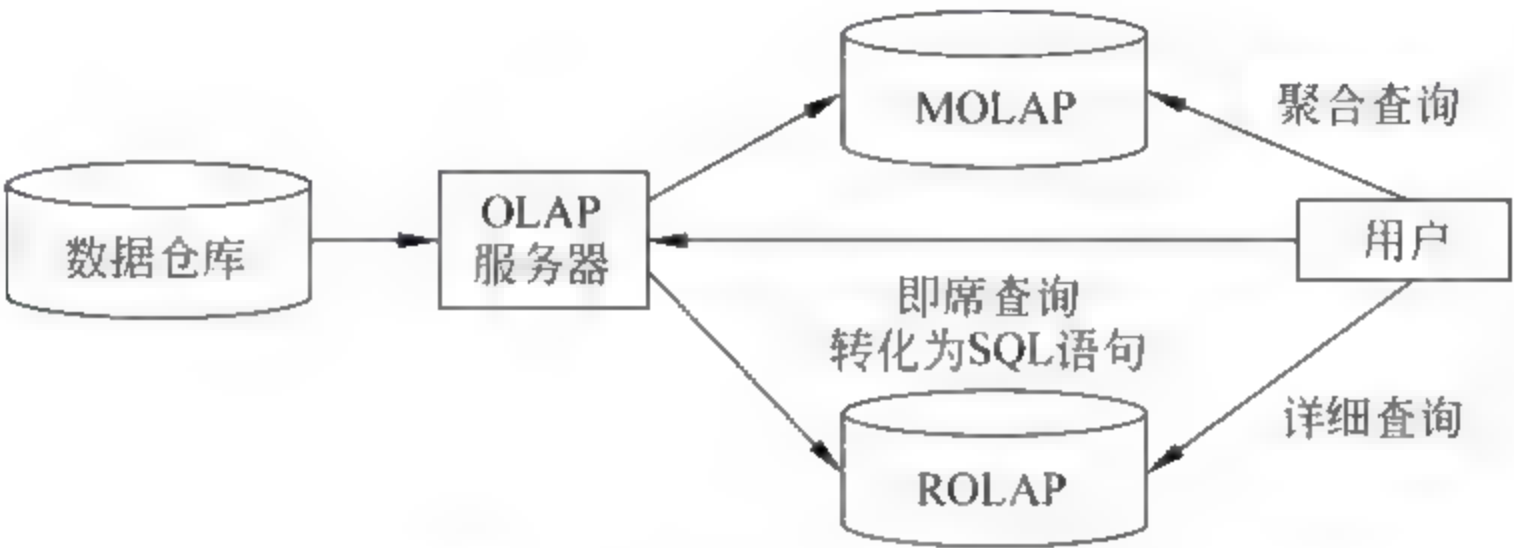 MOLAP
聚合查询
数据仓库
OLAP
服务器
用户
即席查询
转化为SQL语句
详细查询
ROLAP